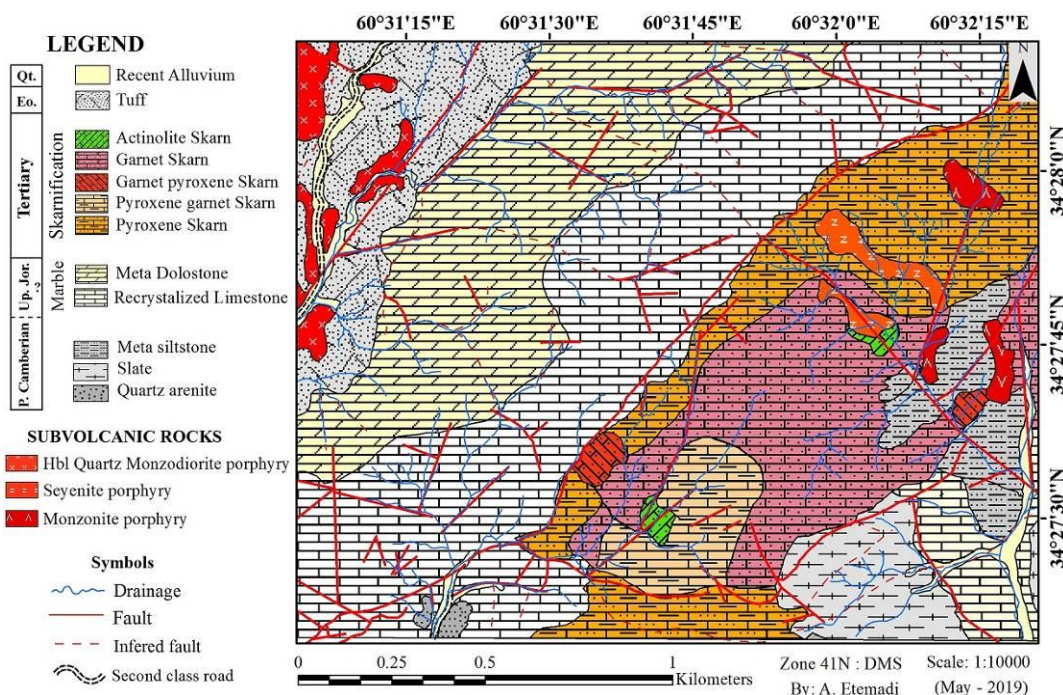 60°31'15"E 60°31'30"E 60°31'45"E 60°32'0"E 60°32'15"E
LEGEND
Qt.
Eo.
Tertiary
Up. Jor.
?
P. Camberian
Recent Alluvium
Tuff
Skarnification
Actinolite Skarn
Garnet Skarn
Garnet pyroxene Skarn
Pyroxene garnet Skarn
Pyroxene Skarn
Marble
Meta Dolostone
Recrystalized Limestone
Meta siltstone
Slate
Quartz arenite
SUBVOLCANIC ROCKS
Hbl Quartz Monzodiorite porphyry
Seyenite porphyry
Monzonite porphyry
Symbols
Drainage
Fault
Infered fault
Second class road
34°28'0"N
34°27'45"N
34°27'30"N
0 0.25 0.5 1
Kilometers
Zone 41N : DMS Scale: 1:10000
By: A. Etemadi (May - 2019)